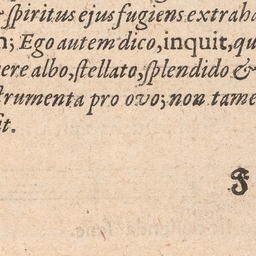 spiritus ejus fugiens extraha
n; Ego autem dico, inquit, qu
ere albo, stellato, splendido &
strumenta pro ovo; non tame
it.
F